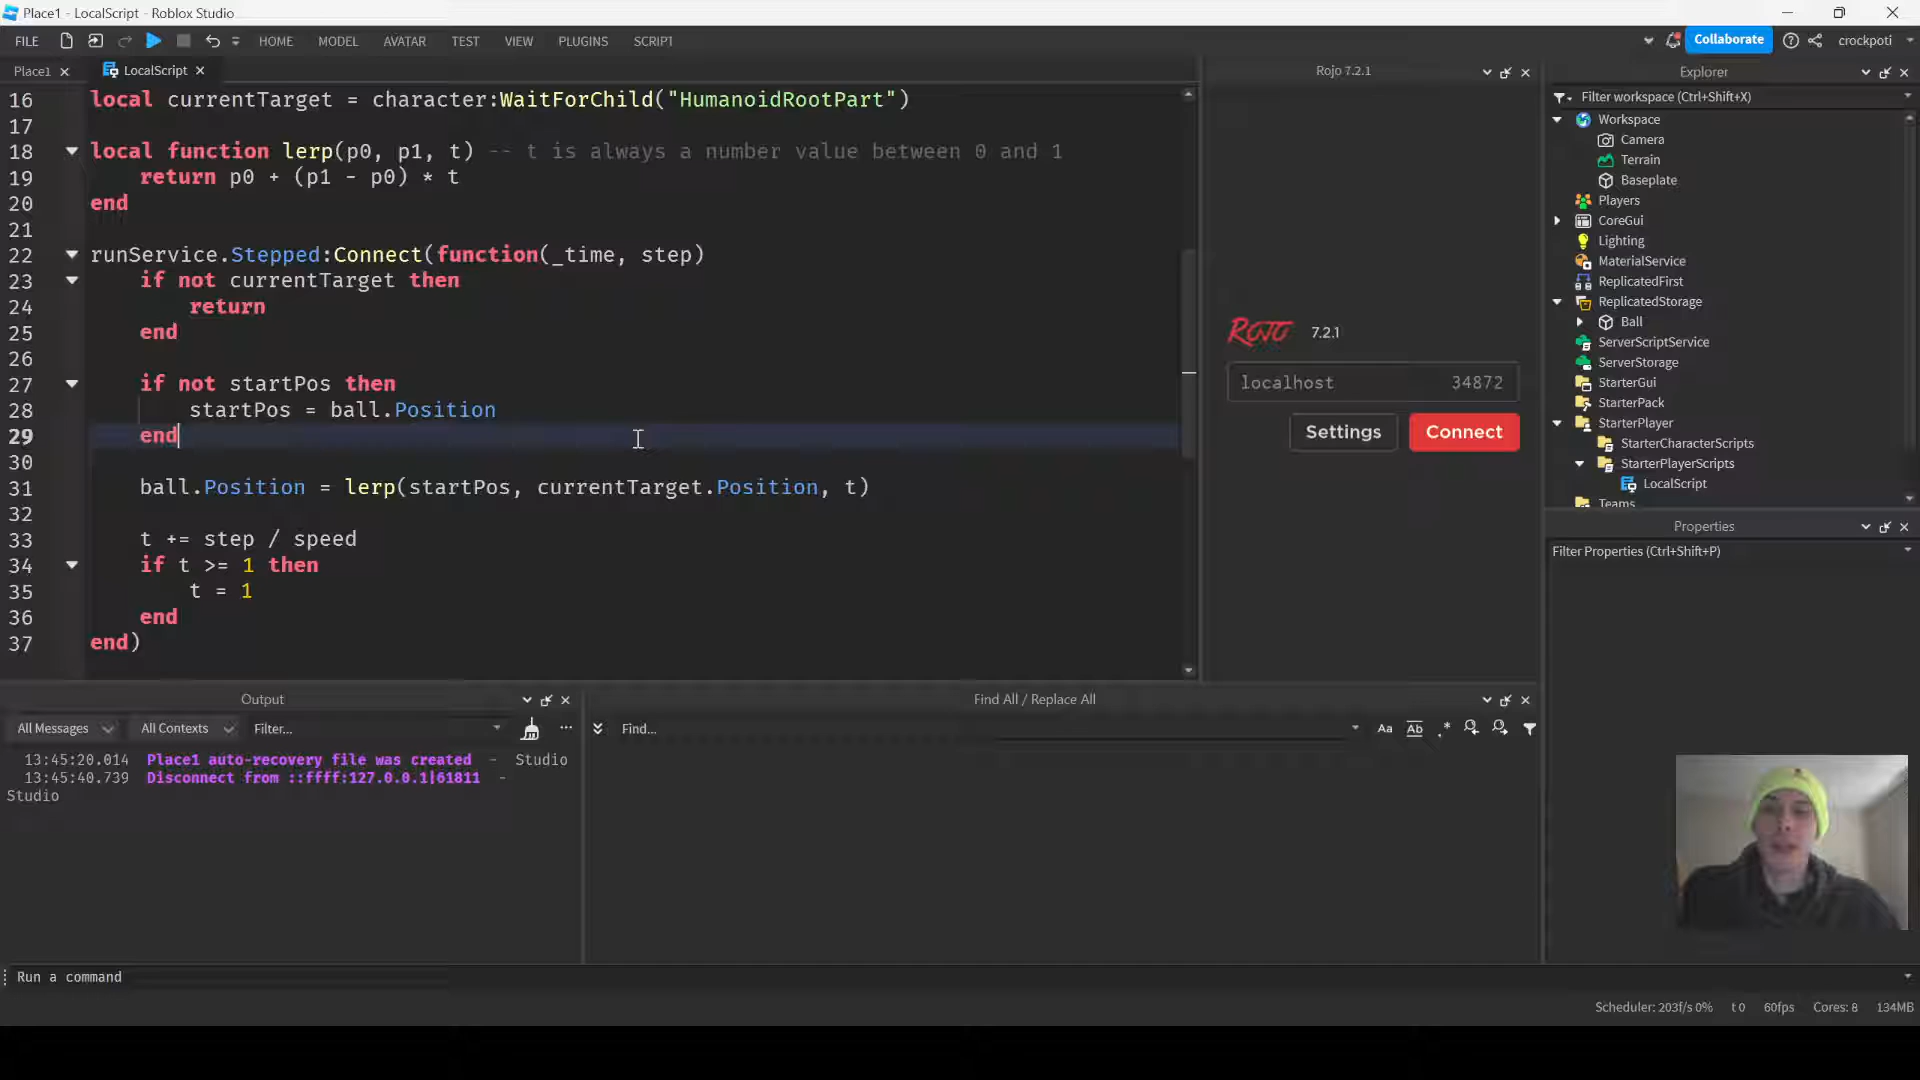 Place1 - LocalScript - Roblox Studio
FILE
HOME
MODEL
AVATAR
TEST
VIEW
PLUGINS
SCRIPT
Collaborate
crockpoti
Place1
LocalScript
16 local currentTarget = character:WaitForChild("HumanoidRootPart")
17
18 local function lerp(p0, p1, t) -- t is always a number value between 0 and 1
19 return p0 + (p1 - p0) * t
20 end
21
22 runService.Stepped:Connect(function(_time, step)
23 if not currentTarget then
24 return
25 end
26
27 if not startPos then
28 startPos = ball.Position
29 end
30
31 ball.Position = lerp(startPos, currentTarget.Position, t)
32
33 t += step / speed
34 if t >= 1 then
35 t = 1
36 end
37 end)
Rojo 7.2.1
ROJO 7.2.1
localhost 34872
Settings
Connect
Explorer
Filter workspace (Ctrl+Shift+X)
Workspace
Camera
Terrain
Baseplate
Players
CoreGui
Lighting
MaterialService
ReplicatedFirst
ReplicatedStorage
Ball
ServerScriptService
ServerStorage
StarterGui
StarterPack
StarterPlayer
StarterCharacterScripts
StarterPlayerScripts
LocalScript
Teams
Properties
Filter Properties (Ctrl+Shift+P)
Output
All Messages
All Contexts
Filter...
13:45:20.014 Place1 auto-recovery file was created - Studio
13:45:40.739 Disconnect from ::ffff:127.0.0.1|61811 -
Studio
Find All / Replace All
Find...
Aa
Ab
.*
Run a command
Scheduler: 203f/s 0%
t 0
60fps
Cores: 8
134MB